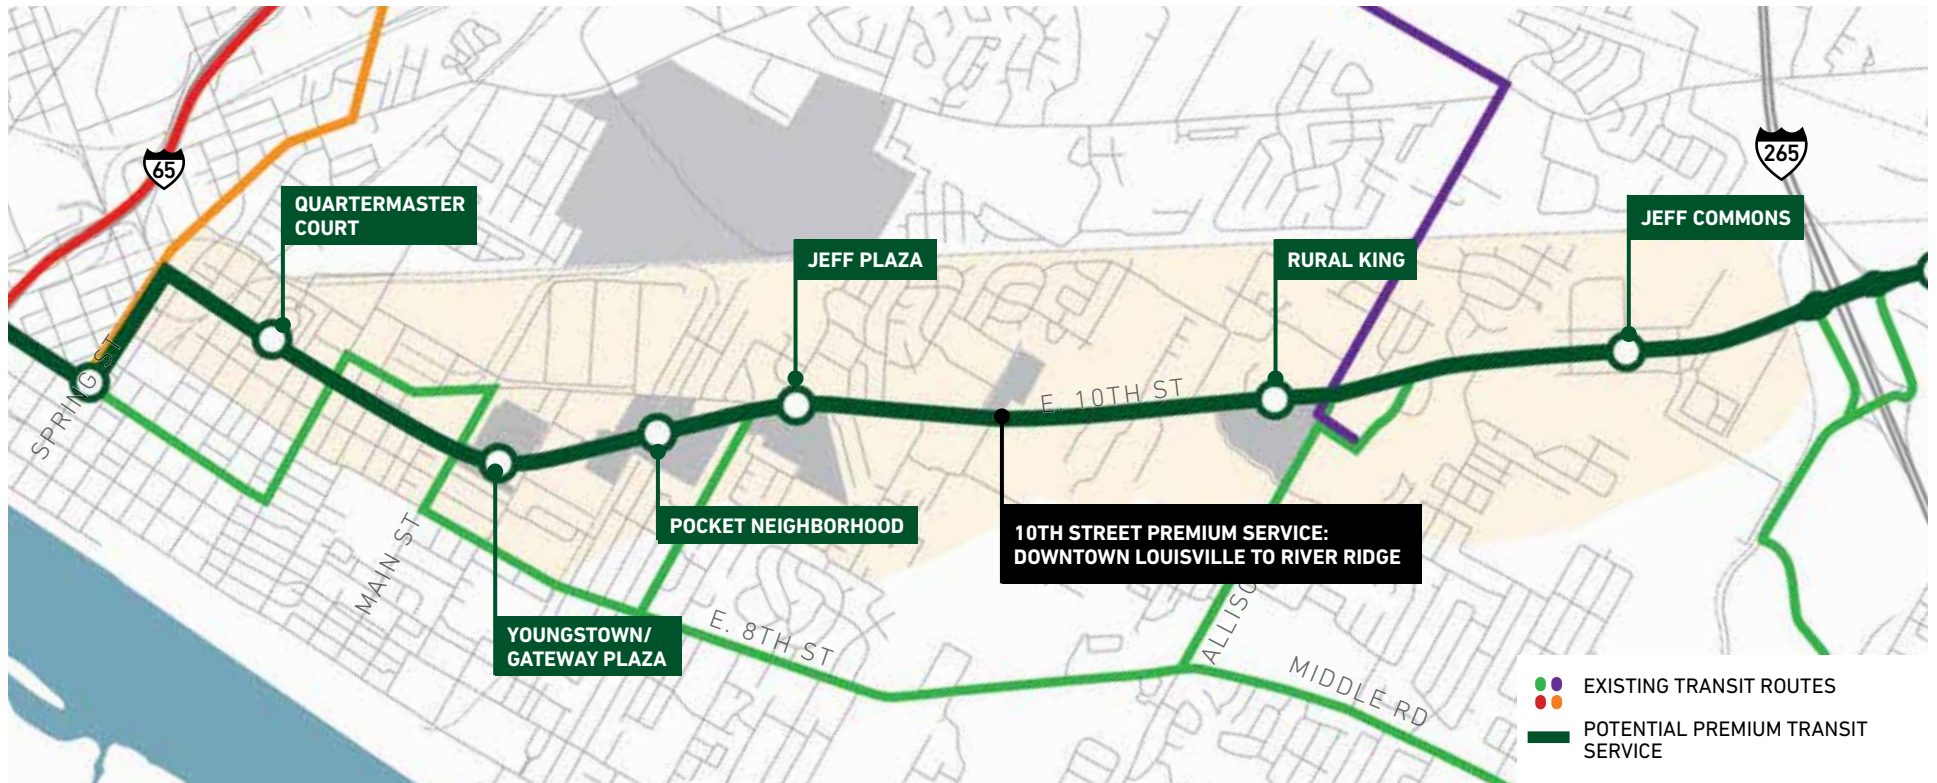 65
265
QUARTERMASTER
COURT
JEFF COMMONS
JEFF PLAZA
RURAL KING
SPRING ST
E. 10TH ST
POCKET NEIGHBORHOOD
10TH STREET PREMIUM SERVICE:
DOWNTOWN LOUISVILLE TO RIVER RIDGE
MAIN ST
YOUNGSTOWN/
GATEWAY PLAZA
E. 8TH ST
MIDDLE RD
EXISTING TRANSIT ROUTES
POTENTIAL PREMIUM TRANSIT
SERVICE